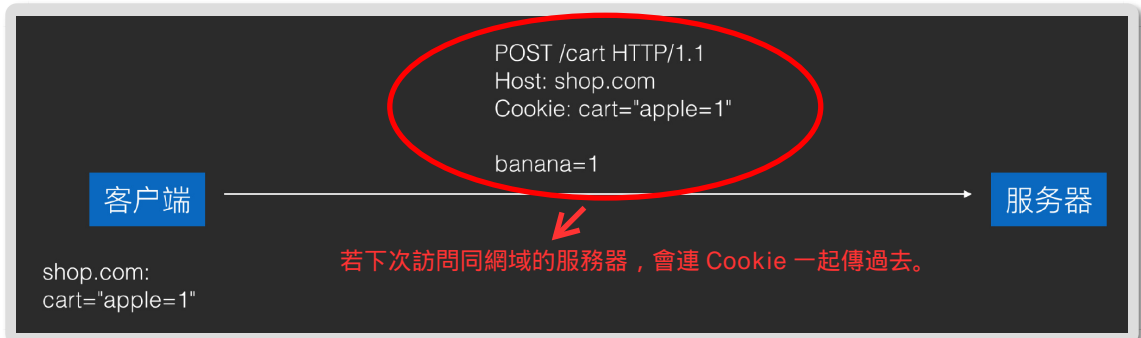 POST /cart HTTP/1.1
Host: shop.com
Cookie: cart="apple=1"
banana=1
客户端
服务器
若下次訪問同網域的服務器，會連 Cookie 一起傳過去。
shop.com:
cart="apple=1"